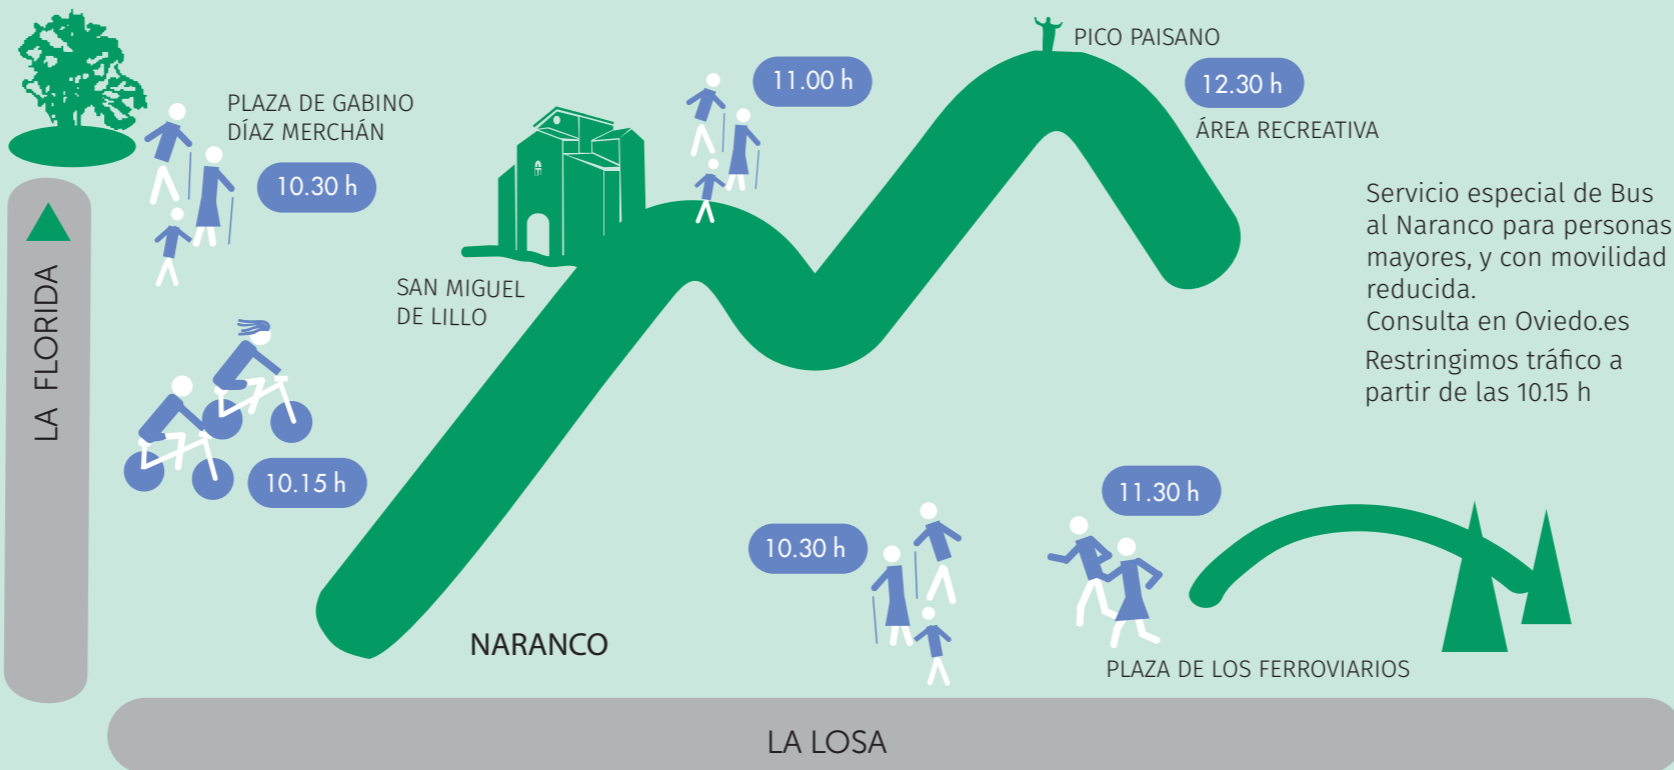 PICO PAISANO
11.00 h
12.30 h
PLAZA DE GABINO
DÍAZ MERCHÁN
ÁREA RECREATIVA
10.30 h
Servicio especial de Bus
al Naranco para personas
mayores, y con movilidad
reducida.
Consulta en Oviedo.es
Restringimos tráfico a
partir de las 10.15 h
SAN MIGUEL
DE LILLO
LA FLORIDA
10.15 h
11.30 h
10.30 h
NARANCO
PLAZA DE LOS FERROVIARIOS
LA LOSA